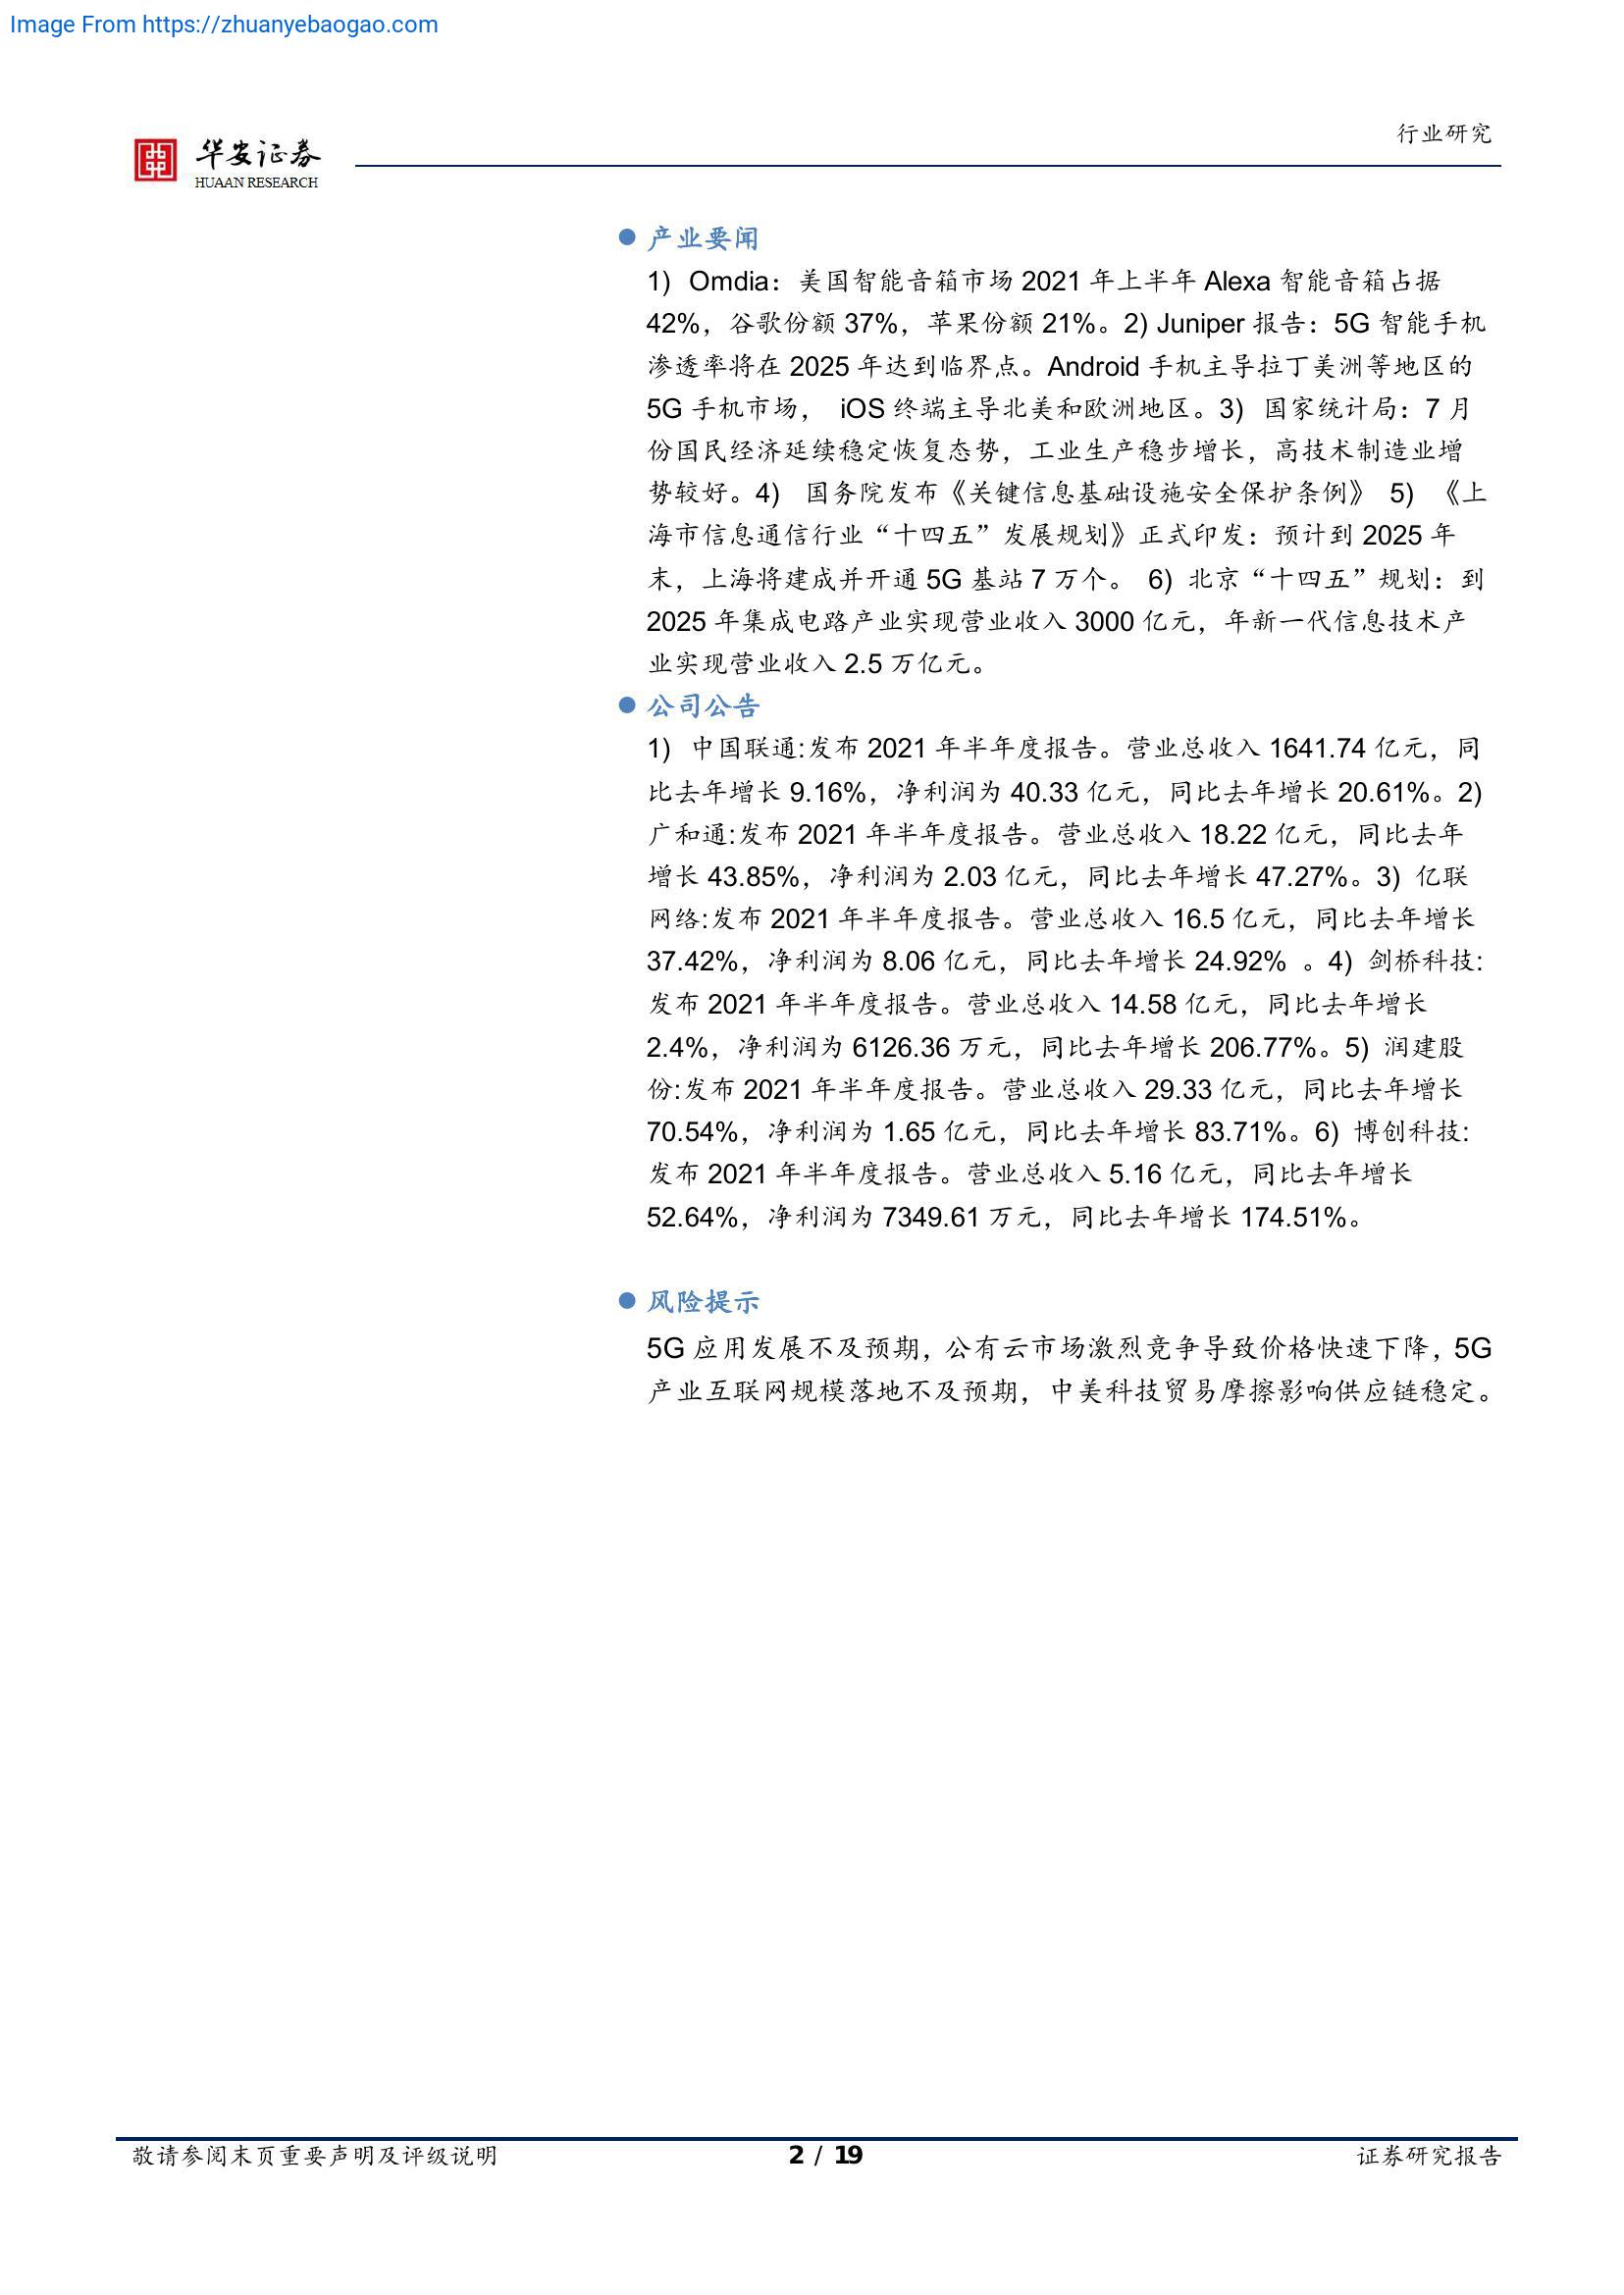 Image From https://zhuanyebaogao.com
行业研究
华安证券
HUAAN RESEARCH
产业要闻
1) Omdia：美国智能音箱市场 2021 年上半年 Alexa 智能音箱占据
42%，谷歌份额 37%，苹果份额 21%。2) Juniper 报告：5G 智能手机
渗透率将在 2025 年达到临界点。Android 手机主导拉丁美洲等地区的
5G 手机市场， iOS 终端主导北美和欧洲地区。3) 国家统计局：7 月
份国民经济延续稳定恢复态势，工业生产稳步增长，高技术制造业增
势较好。4) 国务院发布《关键信息基础设施安全保护条例》 5) 《上
海市信息通信行业“十四五”发展规划》正式印发：预计到 2025 年
末，上海将建成并开通 5G 基站 7 万个。 6) 北京“十四五”规划：到
2025 年集成电路产业实现营业收入 3000 亿元，年新一代信息技术产
业实现营业收入 2.5 万亿元。
公司公告
1) 中国联通:发布 2021 年半年度报告。营业总收入 1641.74 亿元，同
比去年增长 9.16%，净利润为 40.33 亿元，同比去年增长 20.61%。2)
广和通:发布 2021 年半年度报告。营业总收入 18.22 亿元，同比去年
增长 43.85%，净利润为 2.03 亿元，同比去年增长 47.27%。3) 亿联
网络:发布 2021 年半年度报告。营业总收入 16.5 亿元，同比去年增长
37.42%，净利润为 8.06 亿元，同比去年增长 24.92% 。4) 剑桥科技:
发布 2021 年半年度报告。营业总收入 14.58 亿元，同比去年增长
2.4%，净利润为 6126.36 万元，同比去年增长 206.77%。5) 润建股
份:发布 2021 年半年度报告。营业总收入 29.33 亿元，同比去年增长
70.54%，净利润为 1.65 亿元，同比去年增长 83.71%。6) 博创科技:
发布 2021 年半年度报告。营业总收入 5.16 亿元，同比去年增长
52.64%，净利润为 7349.61 万元，同比去年增长 174.51%。
风险提示
5G 应用发展不及预期，公有云市场激烈竞争导致价格快速下降，5G
产业互联网规模落地不及预期，中美科技贸易摩擦影响供应链稳定。
敬请参阅末页重要声明及评级说明
2 / 19
证券研究报告